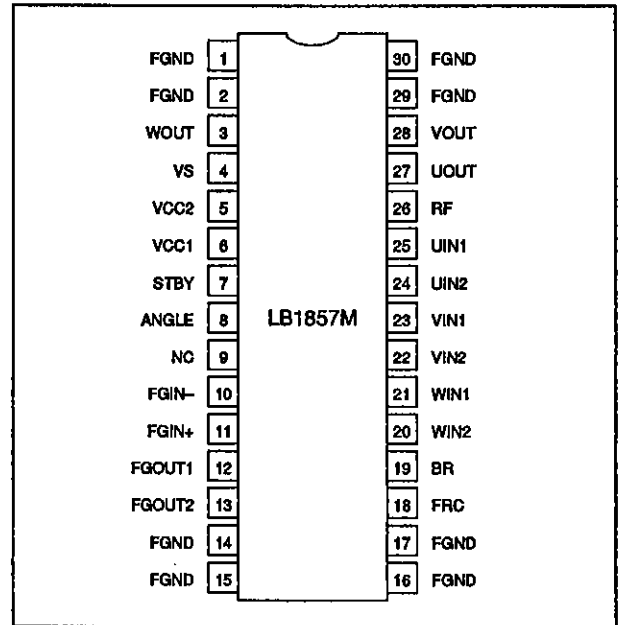 FGND 1 30 FGND
FGND 2 29 FGND
WOUT 3 28 VOUT
VS 4 27 UOUT
VCC2 5 26 RF
VCC1 6 25 UIN1
STBY 7 24 UIN2
ANGLE 8 LB1857M 23 VIN1
NC 9 22 VIN2
FGIN– 10 21 WIN1
FGIN+ 11 20 WIN2
FGOUT1 12 19 BR
FGOUT2 13 18 FRC
FGND 14 17 FGND
FGND 15 16 FGND